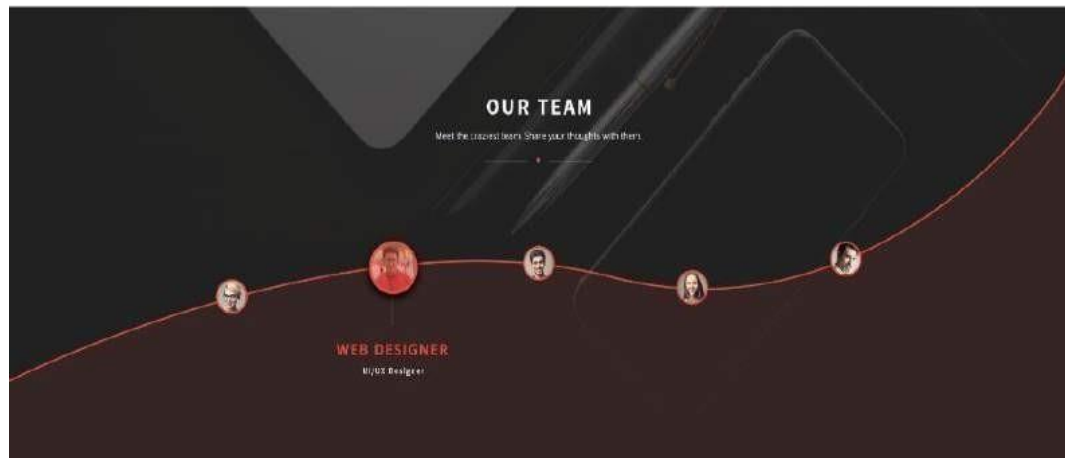 OUR TEAM
Meet the craziest team. Share your thoughts with them.
WEB DESIGNER
UI/UX Designer